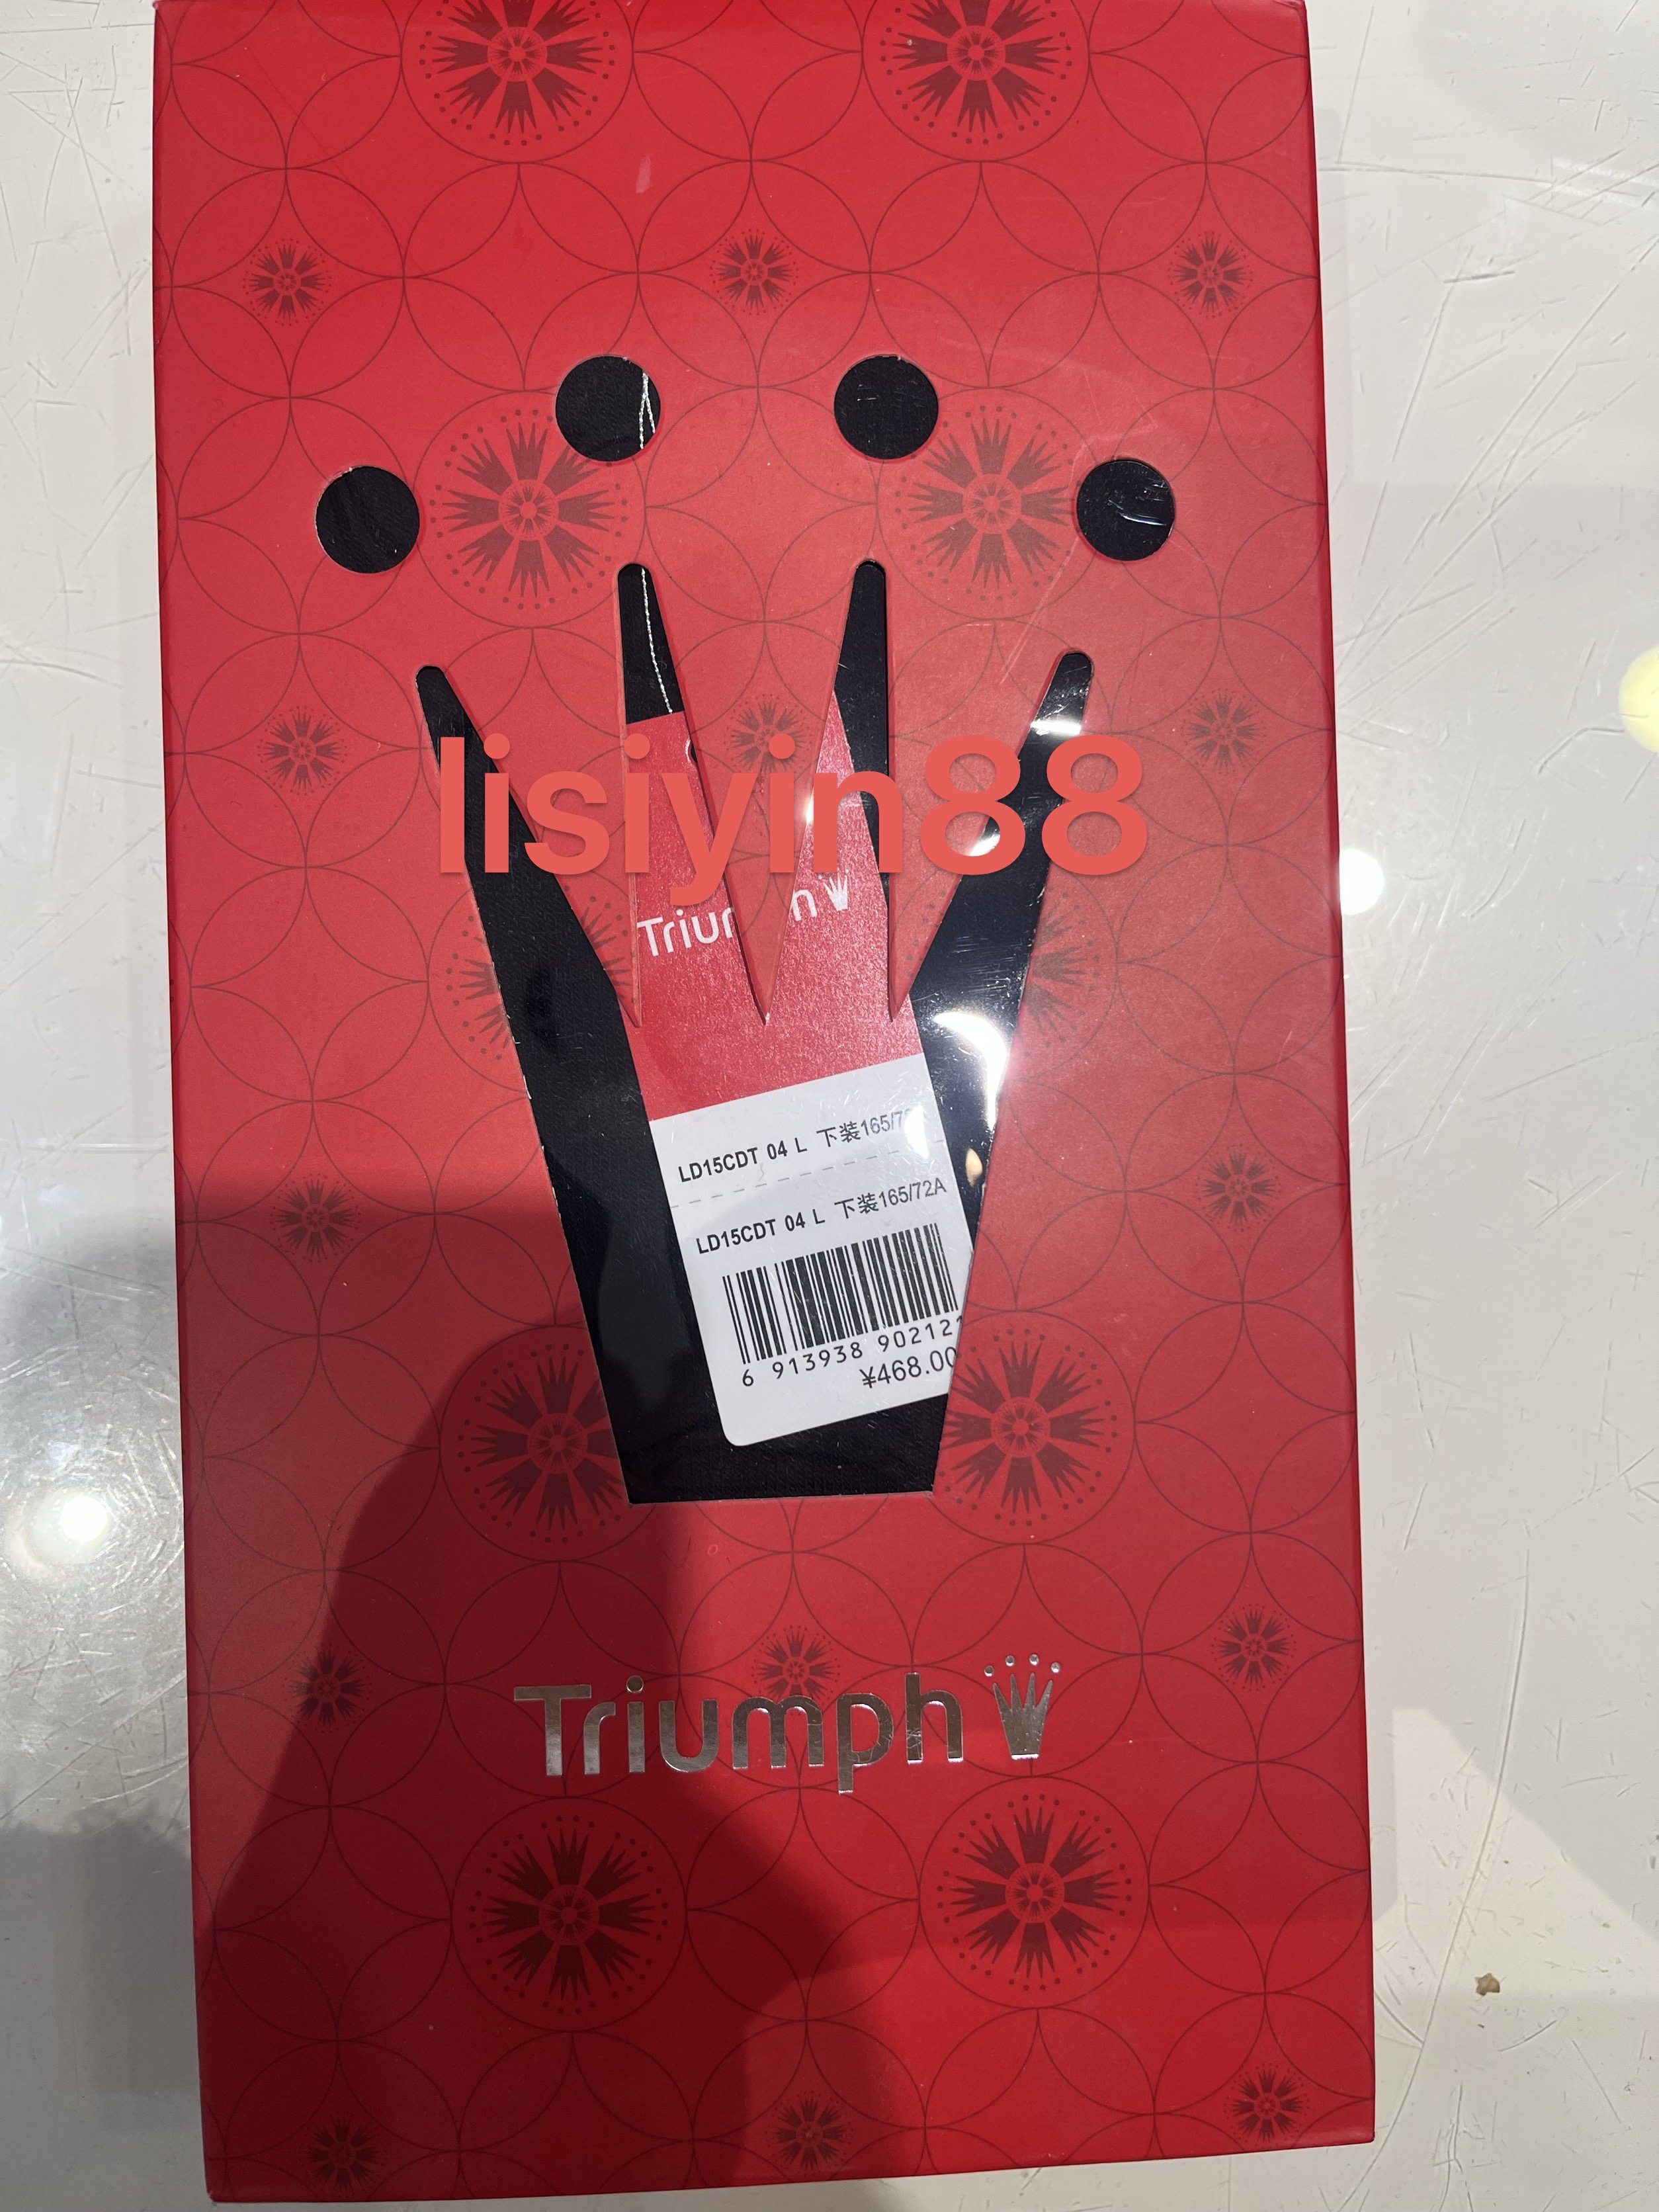 lisiyin88
Triumph
LD15CDT 04 L 下装165/7
LD15CDT 04 L 下装165/72A
6 913938 902121
¥468.00
Triumph